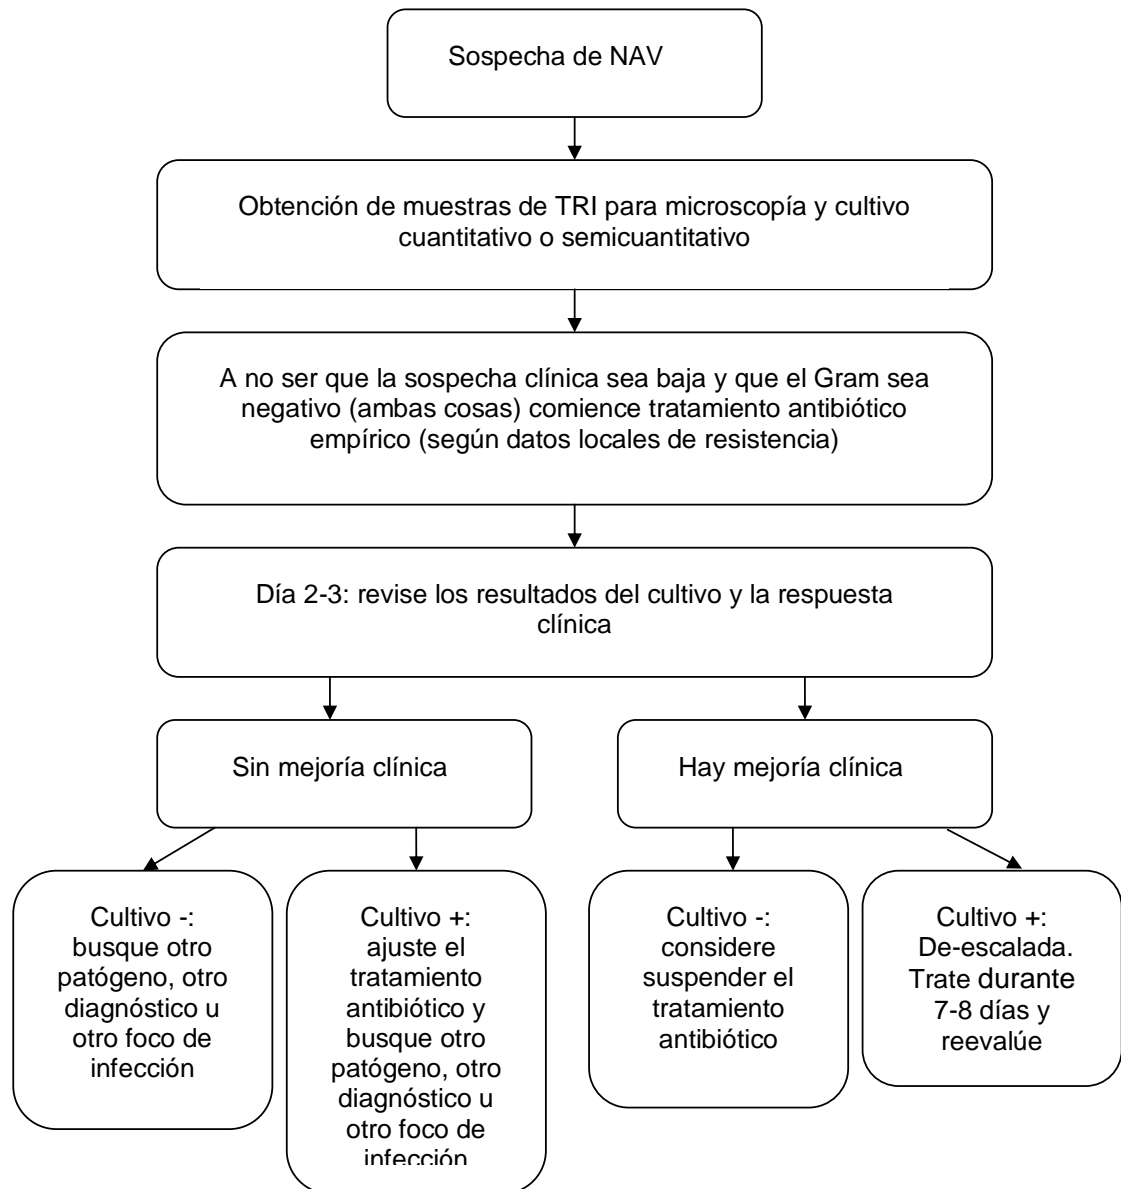 Sospecha de NAV
Obtención de muestras de TRI para microscopía y cultivo
cuantitativo o semicuantitativo
A no ser que la sospecha clínica sea baja y que el Gram sea
negativo (ambas cosas) comience tratamiento antibiótico
empírico (según datos locales de resistencia)
Día 2-3: revise los resultados del cultivo y la respuesta
clínica
Sin mejoría clínica
Hay mejoría clínica
Cultivo -:
busque otro
patógeno, otro
diagnóstico u
otro foco de
infección
Cultivo +:
ajuste el
tratamiento
antibiótico y
busque otro
patógeno, otro
diagnóstico u
otro foco de
infección
Cultivo -:
considere
suspender el
tratamiento
antibiótico
Cultivo +:
De-escalada.
Trate durante
7-8 días y
reevalúe